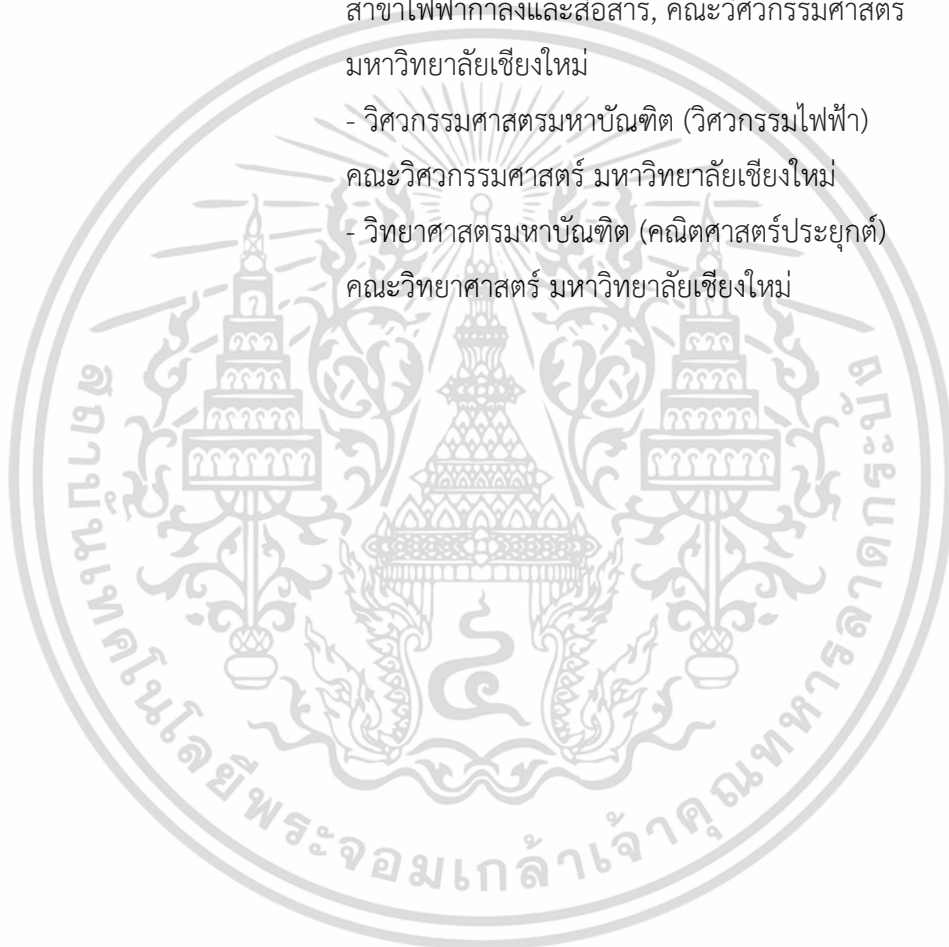 สาขาไฟฟ้ากำลังและสื่อสาร, คณะวิศวกรรมศาสตร์
มหาวิทยาลัยเชียงใหม่
- วิศวกรรมศาสตรมหาบัณฑิต (วิศวกรรมไฟฟ้า)
คณะวิศวกรรมศาสตร์ มหาวิทยาลัยเชียงใหม่
- วิทยาศาสตรมหาบัณฑิต (คณิตศาสตร์ประยุกต์)
คณะวิทยาศาสตร์ มหาวิทยาลัยเชียงใหม่
สถาบันเทคโนโลยีพระจอมเกล้าเจ้าคุณทหารลาดกระบัง
๔